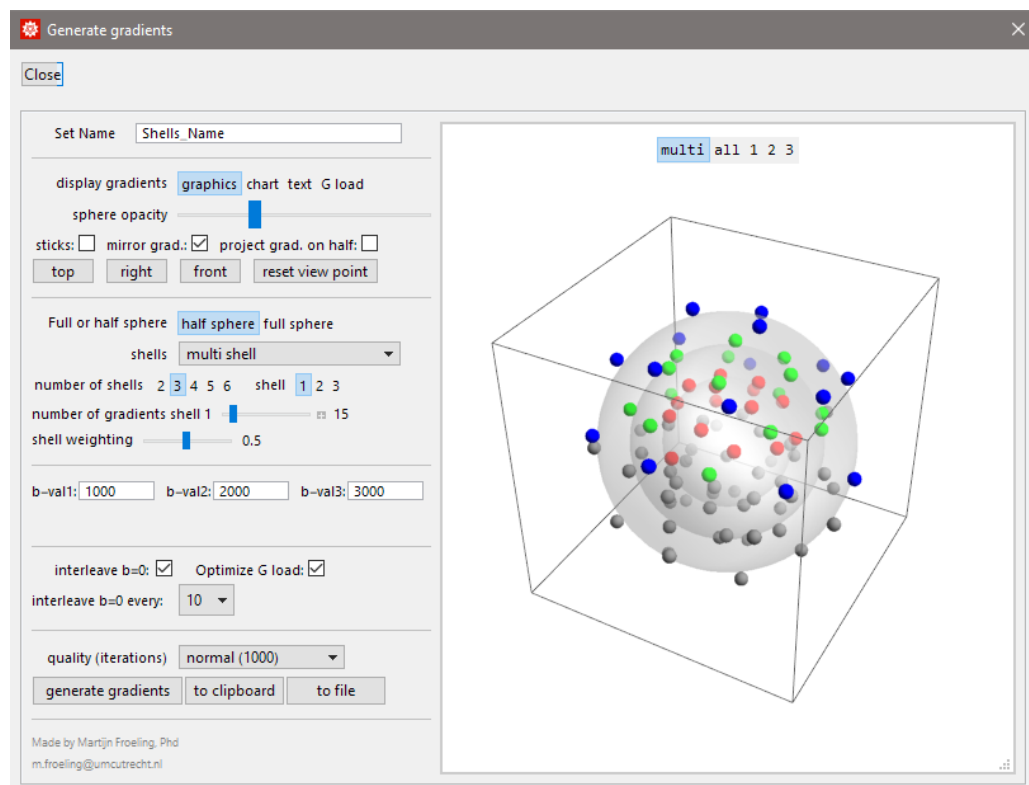 Generate gradients
Close
Set Name Shells_Name
display gradients graphics chart text G load
sphere opacity
sticks: mirror grad.: project grad. on half:
top right front reset view point
Full or half sphere half sphere full sphere
shells multi shell
number of shells 2 3 4 5 6 shell 1 2 3
number of gradients shell 1 15
shell weighting 0.5
b-val1: 1000 b-val2: 2000 b-val3: 3000
interleave b=0: Optimize G load:
interleave b=0 every: 10
quality (iterations) normal (1000)
generate gradients to clipboard to file
Made by Martijn Froeling, Phd
m.froeling@umcutrecht.nl
multi all 1 2 3